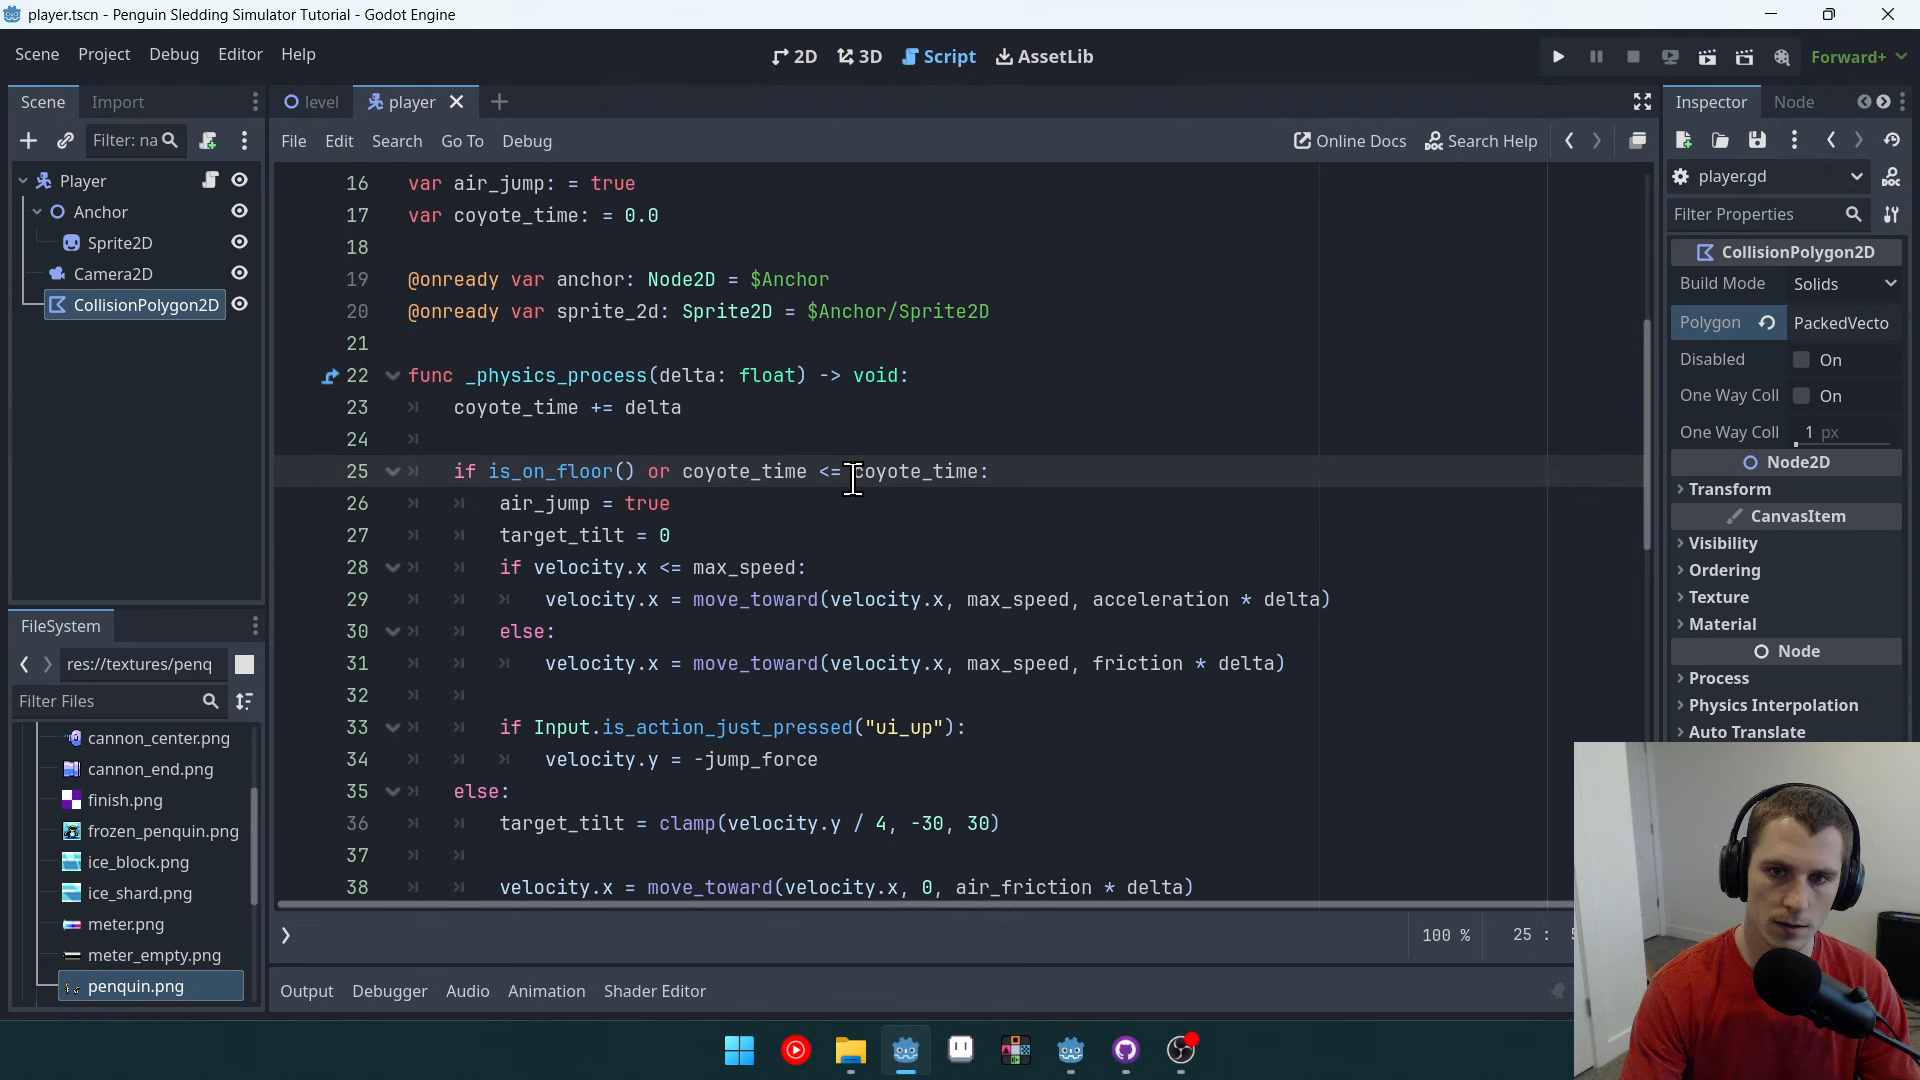 player.tscn - Penguin Sledding Simulator Tutorial - Godot Engine
Scene Project Debug Editor Help
2D 3D Script AssetLib
Forward+
Scene Import
level player
Inspector Node
Filter: na
File Edit Search Go To Debug
Online Docs Search Help
Player
Anchor
Sprite2D
Camera2D
CollisionPolygon2D
16 var air_jump: = true
17 var coyote_time: = 0.0
18
19 @onready var anchor: Node2D = $Anchor
20 @onready var sprite_2d: Sprite2D = $Anchor/Sprite2D
21
22 func _physics_process(delta: float) -> void:
23 coyote_time += delta
24
25 if is_on_floor() or coyote_time <= coyote_time:
26 air_jump = true
27 target_tilt = 0
28 if velocity.x <= max_speed:
29 velocity.x = move_toward(velocity.x, max_speed, acceleration * delta)
30 else:
31 velocity.x = move_toward(velocity.x, max_speed, friction * delta)
32
33 if Input.is_action_just_pressed("ui_up"):
34 velocity.y = -jump_force
35 else:
36 target_tilt = clamp(velocity.y / 4, -30, 30)
37
38 velocity.x = move_toward(velocity.x, 0, air_friction * delta)
100 % 25 :
Output Debugger Audio Animation Shader Editor
FileSystem
res://textures/penq
Filter Files
cannon_center.png
cannon_end.png
finish.png
frozen_penquin.png
ice_block.png
ice_shard.png
meter.png
meter_empty.png
penquin.png
player.gd
Filter Properties
CollisionPolygon2D
Build Mode Solids
Polygon PackedVecto
Disabled On
One Way Coll On
One Way Coll 1 px
Node2D
Transform
CanvasItem
Visibility
Ordering
Texture
Material
Node
Process
Physics Interpolation
Auto Translate